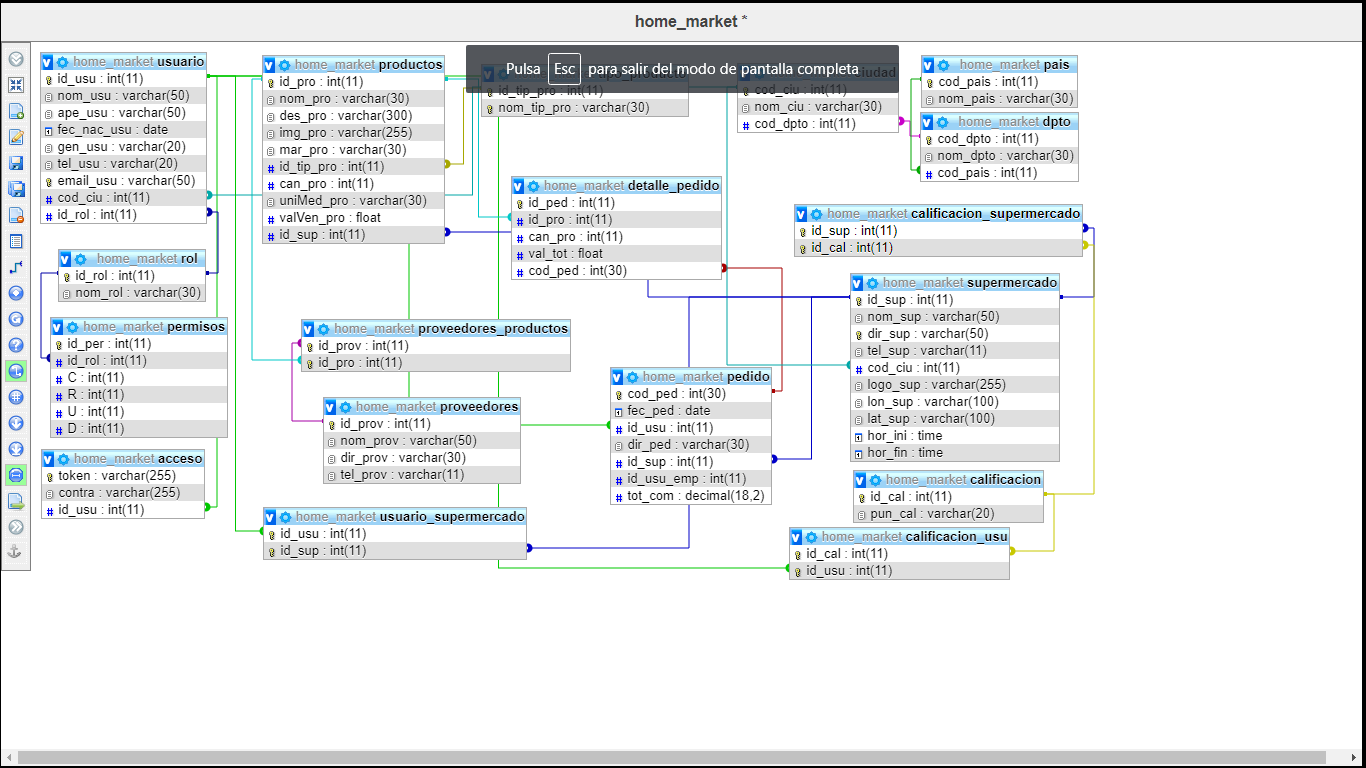 home_market *
Pulsa Esc para salir del modo de pantalla completa
home_market usuario
id_usu : int(11)
nom_usu : varchar(50)
ape_usu : varchar(50)
fec_nac_usu : date
gen_usu : varchar(20)
tel_usu : varchar(20)
email_usu : varchar(50)
cod_ciu : int(11)
id_rol : int(11)
home_market rol
id_rol : int(11)
nom_rol : varchar(30)
home_market permisos
id_per : int(11)
id_rol : int(11)
C : int(11)
R : int(11)
U : int(11)
D : int(11)
home_market acceso
token : varchar(255)
contra : varchar(255)
id_usu : int(11)
home_market productos
id_pro : int(11)
nom_pro : varchar(30)
des_pro : varchar(300)
img_pro : varchar(255)
mar_pro : varchar(30)
id_tip_pro : int(11)
can_pro : int(11)
uniMed_pro : varchar(30)
valVen_pro : float
id_sup : int(11)
home_market proveedores_productos
id_prov : int(11)
id_pro : int(11)
home_market proveedores
id_prov : int(11)
nom_prov : varchar(50)
dir_prov : varchar(30)
tel_prov : varchar(11)
home_market usuario_supermercado
id_usu : int(11)
id_sup : int(11)
id_tip_pro : int(11)
nom_tip_pro : varchar(30)
home_market detalle_pedido
id_ped : int(11)
id_pro : int(11)
can_pro : int(11)
val_tot : float
cod_ped : int(30)
home_market pedido
cod_ped : int(30)
fec_ped : date
id_usu : int(11)
dir_ped : varchar(30)
id_sup : int(11)
id_usu_emp : int(11)
tot_com : decimal(18,2)
ciudad
cod_ciu : int(11)
nom_ciu : varchar(30)
cod_dpto : int(11)
home_market pais
cod_pais : int(11)
nom_pais : varchar(30)
home_market dpto
cod_dpto : int(11)
nom_dpto : varchar(30)
cod_pais : int(11)
home_market calificacion_supermercado
id_sup : int(11)
id_cal : int(11)
home_market supermercado
id_sup : int(11)
nom_sup : varchar(50)
dir_sup : varchar(50)
tel_sup : varchar(11)
cod_ciu : int(11)
logo_sup : varchar(255)
lon_sup : varchar(100)
lat_sup : varchar(100)
hor_ini : time
hor_fin : time
home_market calificacion
id_cal : int(11)
pun_cal : varchar(20)
home_market calificacion_usu
id_cal : int(11)
id_usu : int(11)